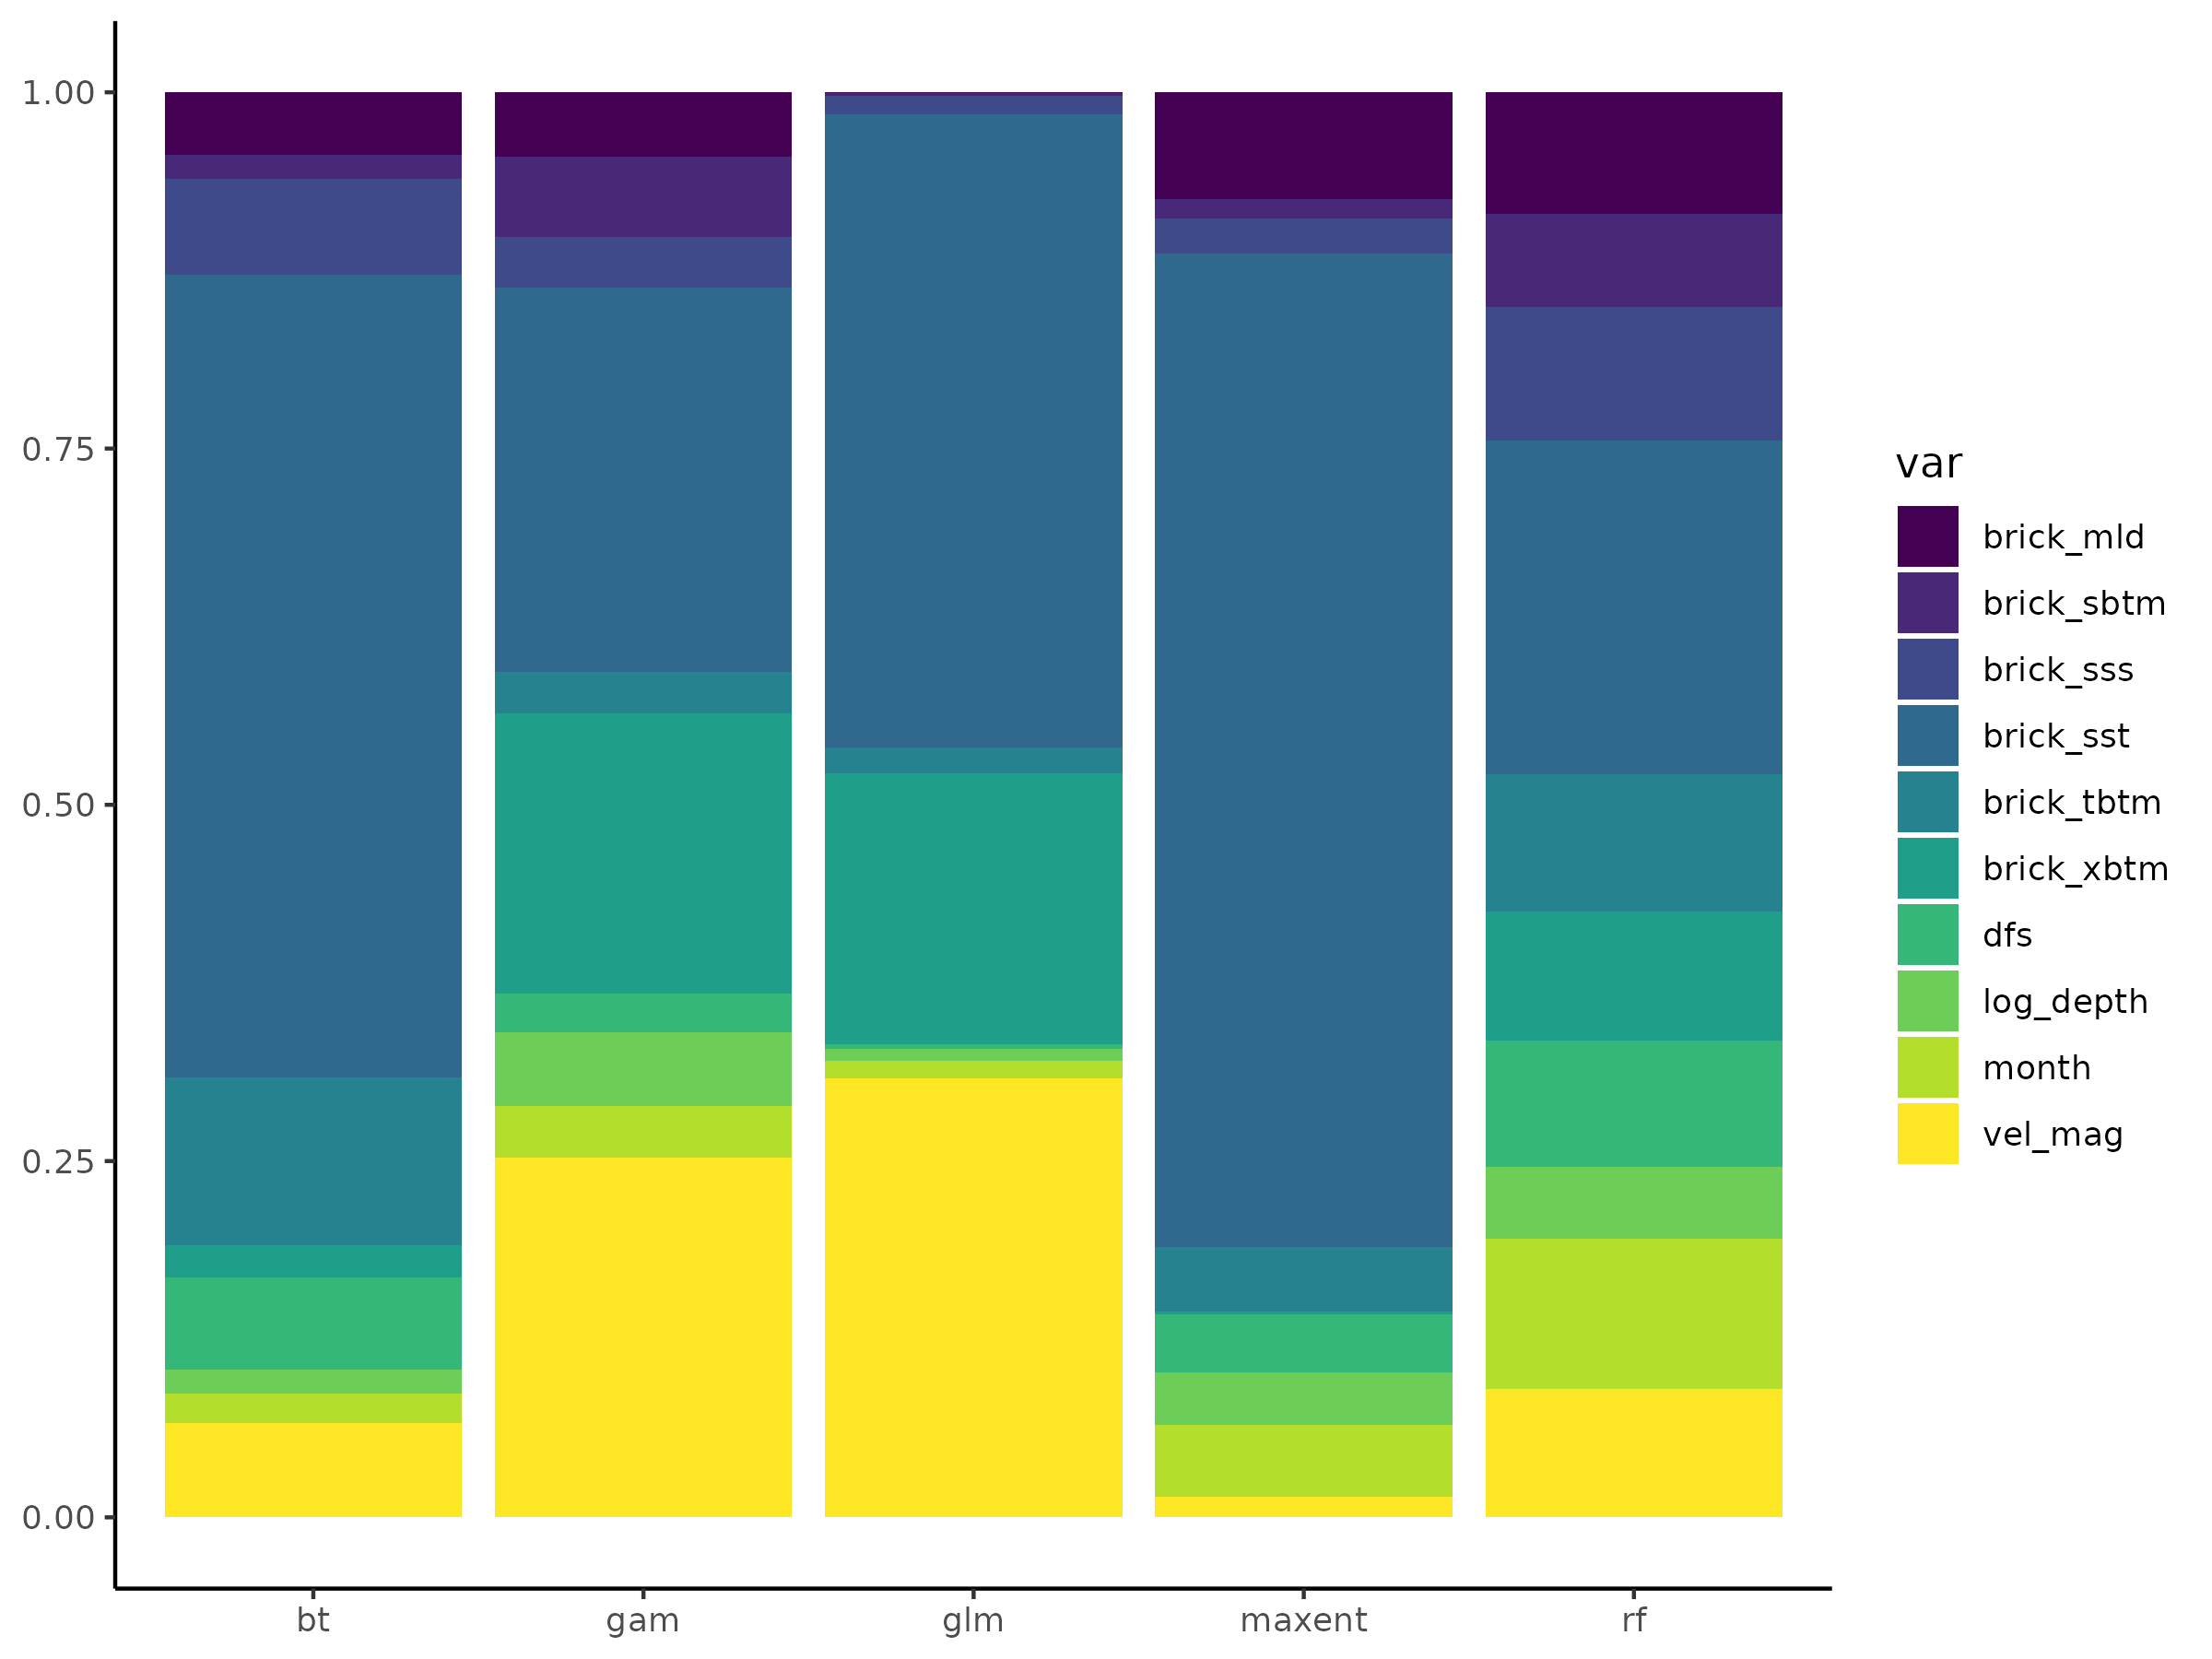 1.00
0.75
0.50
0.25
0.00
bt
gam
glm
maxent
rf
var
brick_mld
brick_sbtm
brick_sss
brick_sst
brick_tbtm
brick_xbtm
dfs
log_depth
month
vel_mag